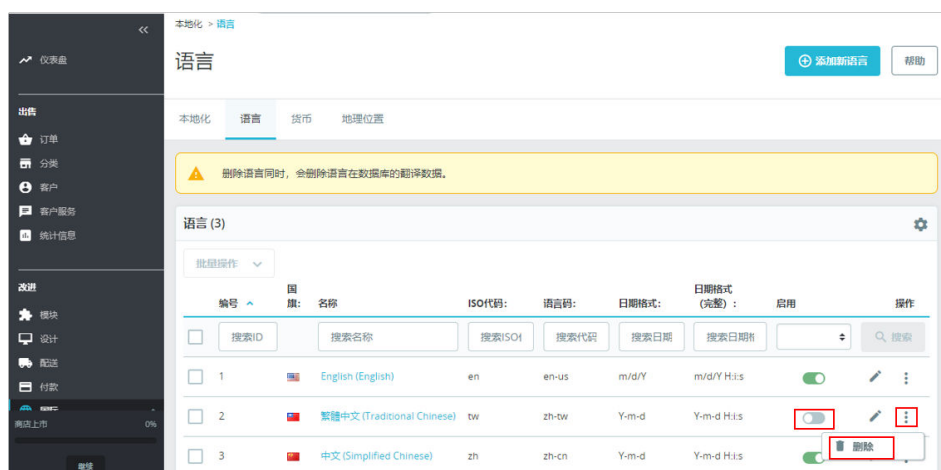 本地化 > 语言
«
仪表盘
语言
添加新语言
帮助
出售
订单
分类
客户
客户服务
统计信息
本地化 语言 货币 地理位置
删除语言同时，会删除语言在数据库的翻译数据。
语言 (3)
批量操作
改进
模块
设计
配送
付款
国际
商店上市 0%
继续
编号 国旗: 名称 ISO代码: 语言码: 日期格式: 日期格式 (完整) : 启用 操作
搜索ID 搜索名称 搜索ISO 搜索代码 搜索日期 搜索日期 搜索
1 English (English) en en-us m/d/Y m/d/Y H:i:s
2 繁體中文 (Traditional Chinese) tw zh-tw Y-m-d Y-m-d H:i:s
删除
3 中文 (Simplified Chinese) zh zh-cn Y-m-d Y-m-d H:i:s